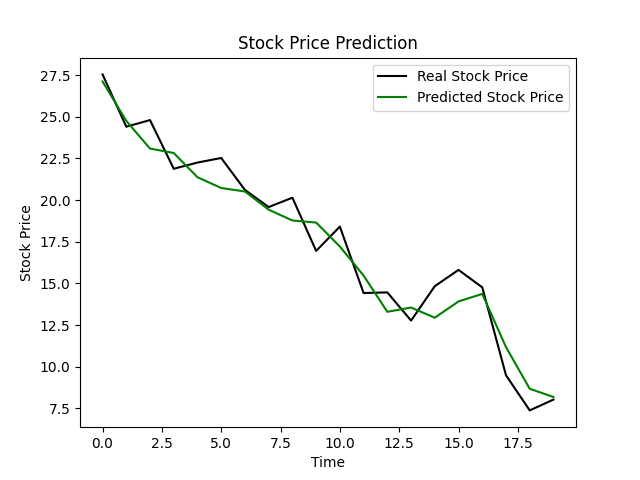 Stock Price Prediction
Real Stock Price
Predicted Stock Price
Stock Price
27.5
25.0
22.5
20.0
17.5
15.0
12.5
10.0
7.5
0.0 2.5 5.0 7.5 10.0 12.5 15.0 17.5
Time